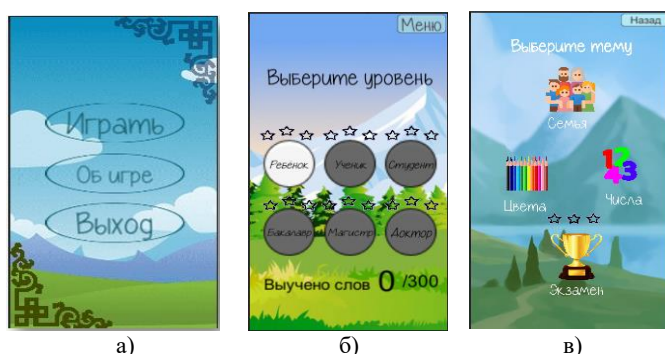 Играть
Об игре
Выход
а)
Меню
Выберите уровень
Ребёнок Ученик Студент
Бакалавр Магистр Доктор
Выучено слов 0 /300
б)
Назад
Выберите тему
Семья
Цвета
Числа
Экзамен
в)